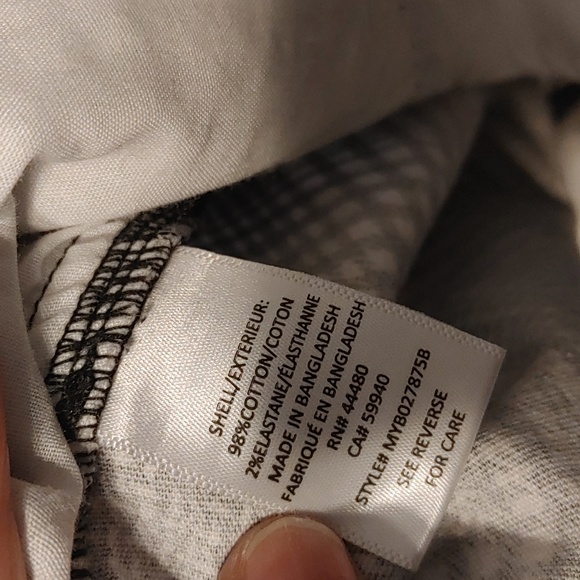 SHELL/EXTERIEUR:
98%COTTON/COTON
2%ELASTANE/ÉLASTHANNE
MADE IN BANGLADESH
FABRIQUÉ EN BANGLADESH
RN# 44480
CA# 59940
STYLE# MYB027875B
SEE REVERSE
FOR CARE